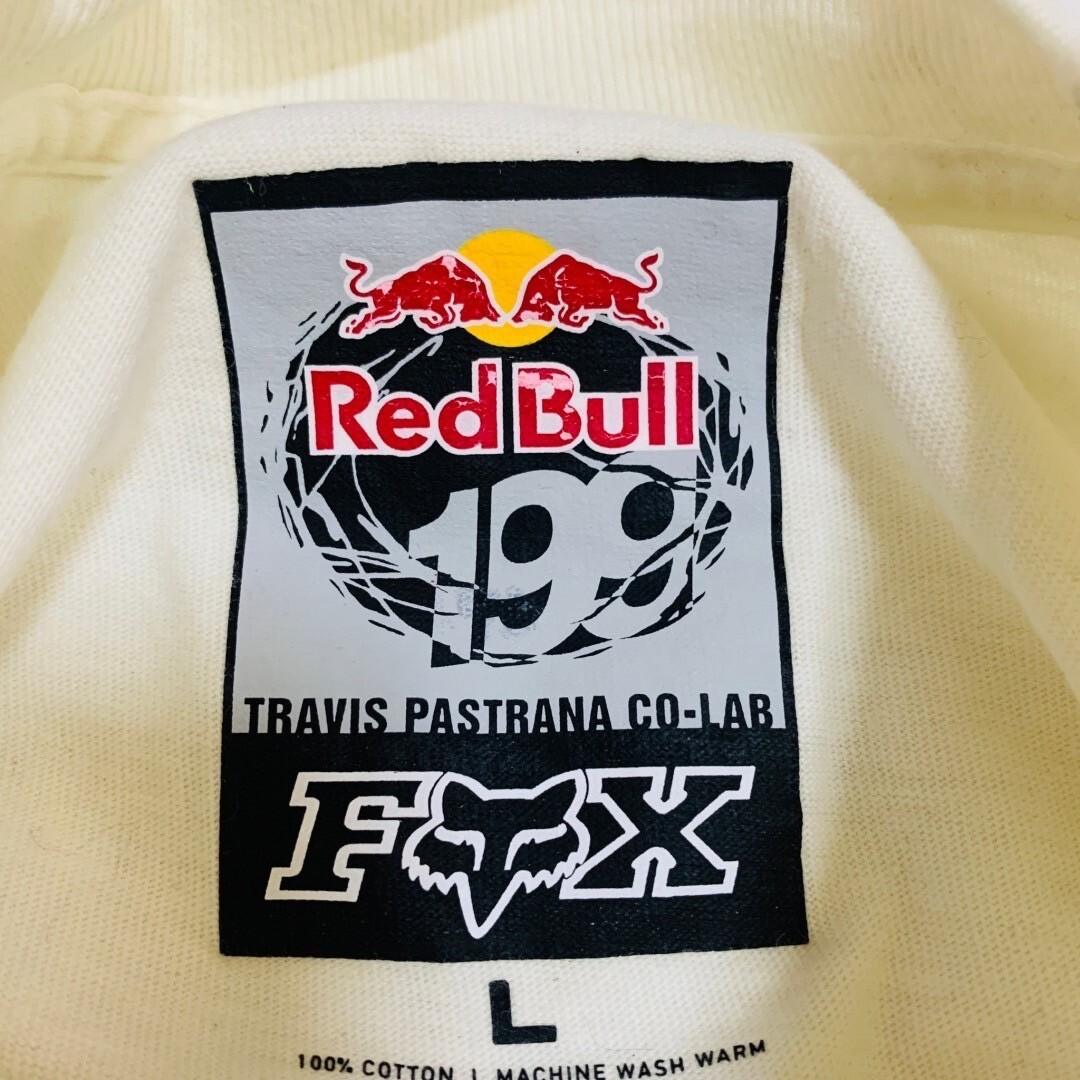 Red Bull
199
TRAVIS PASTRANA CO-LAB
FOX
L
100% COTTON | MACHINE WASH WARM